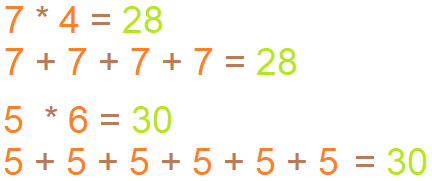 7 * 4 = 28
7 + 7 + 7 + 7 = 28
5 * 6 = 30
5 + 5 + 5 + 5 + 5 + 5 = 30